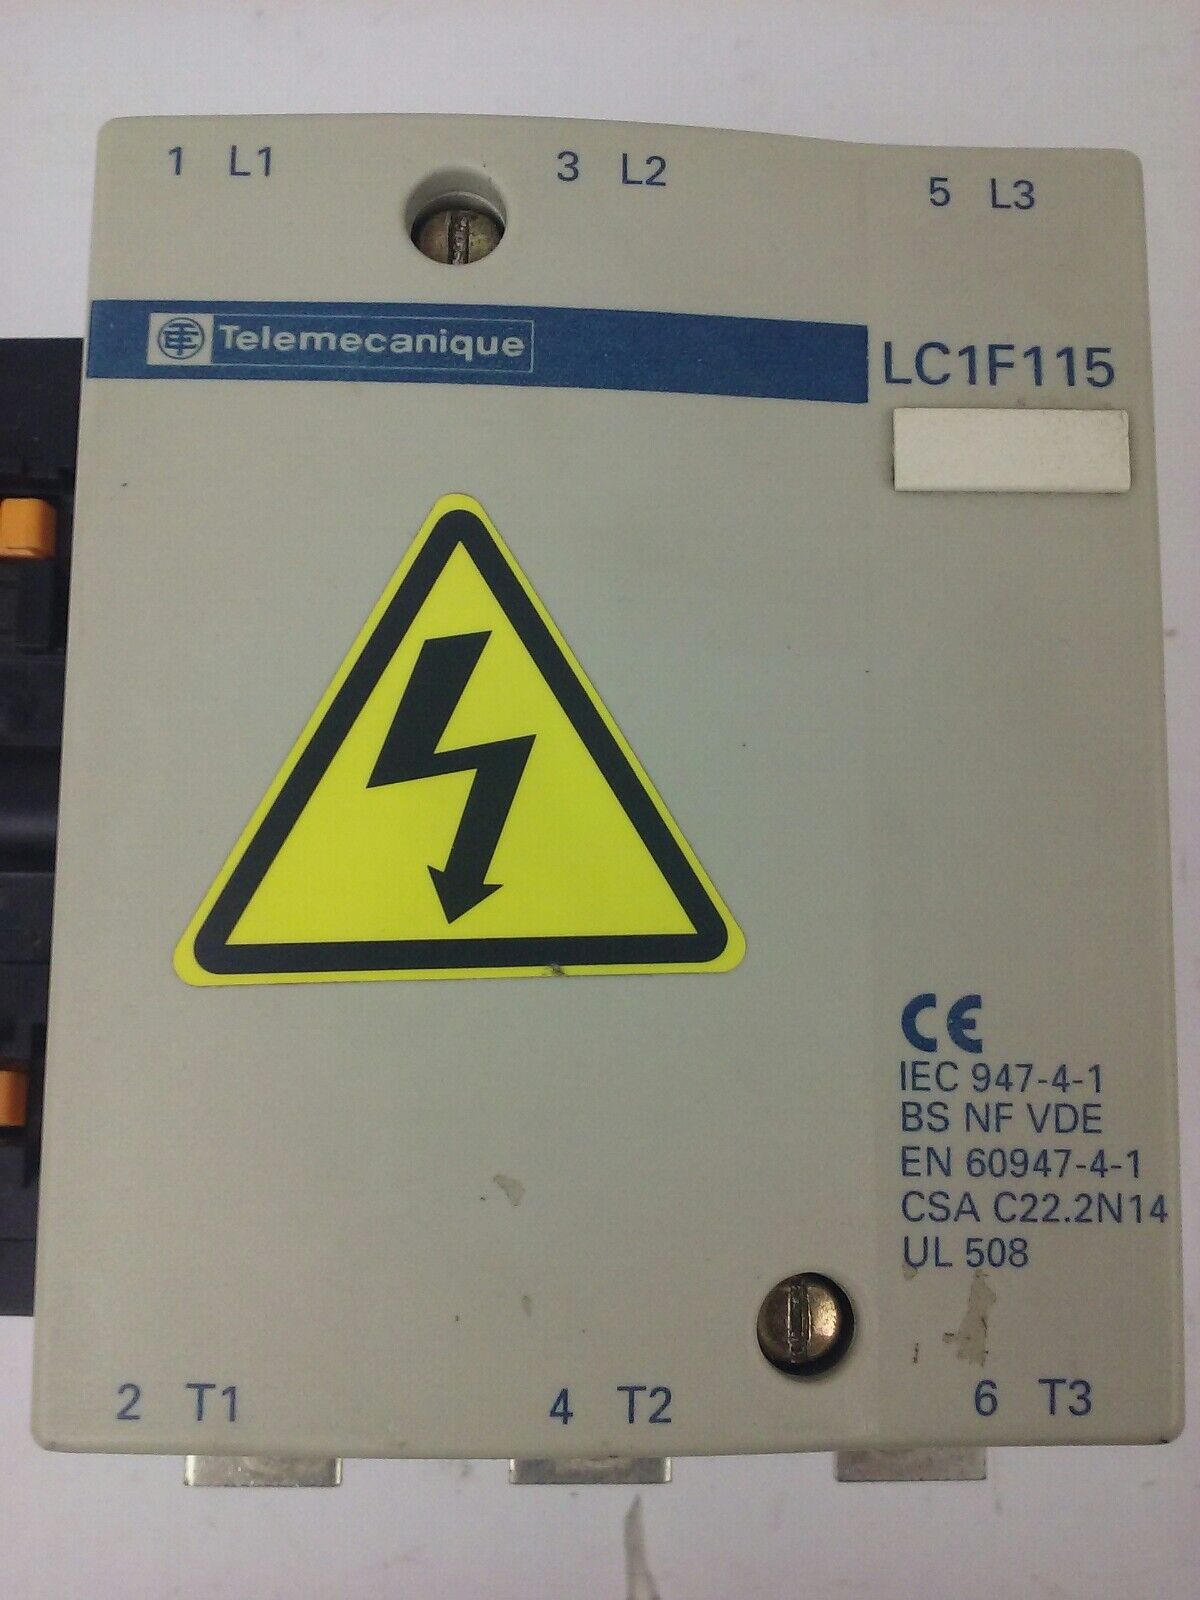 1 L1 3 L2 5 L3
Telemecanique
LC1F115
CE
IEC 947-4-1
BS NF VDE
EN 60947-4-1
CSA C22.2N14
UL 508
2 T1 4 T2 6 T3